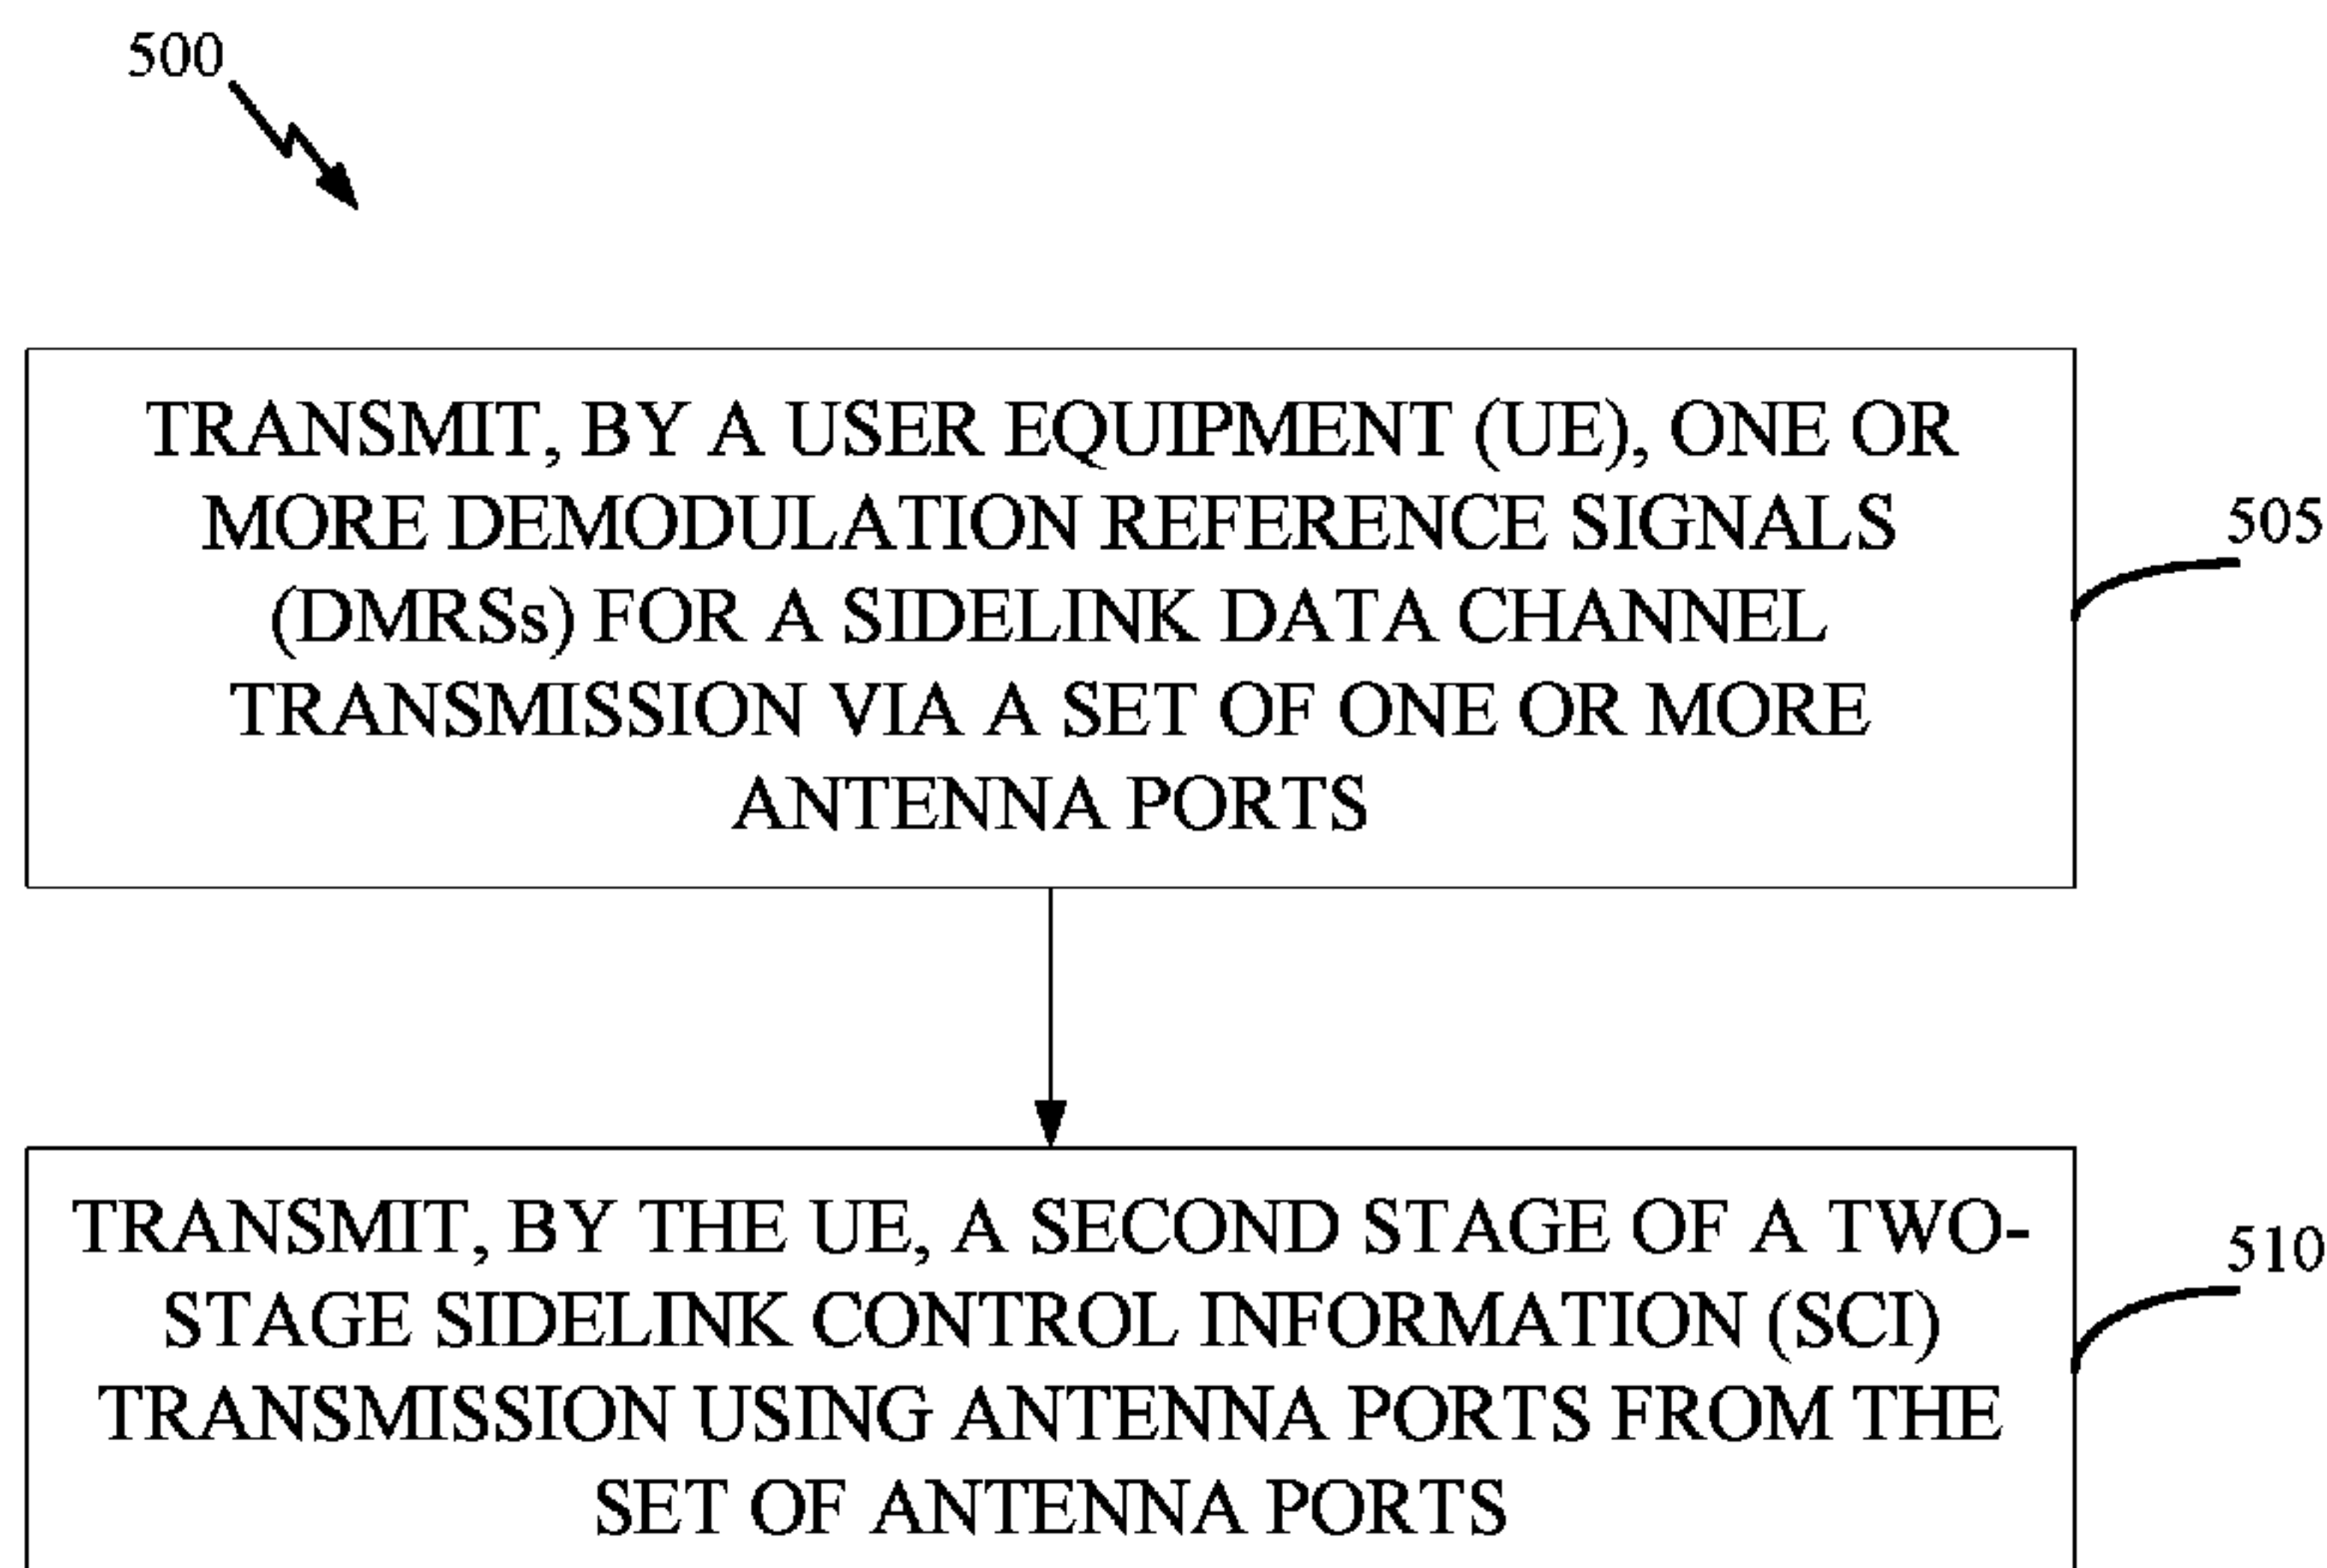 500
TRANSMIT, BY A USER EQUIPMENT (UE), ONE OR
MORE DEMODULATION REFERENCE SIGNALS
(DMRSs) FOR A SIDELINK DATA CHANNEL
TRANSMISSION VIA A SET OF ONE OR MORE
ANTENNA PORTS
505
TRANSMIT, BY THE UE, A SECOND STAGE OF A TWO-
STAGE SIDELINK CONTROL INFORMATION (SCI)
TRANSMISSION USING ANTENNA PORTS FROM THE
SET OF ANTENNA PORTS
510